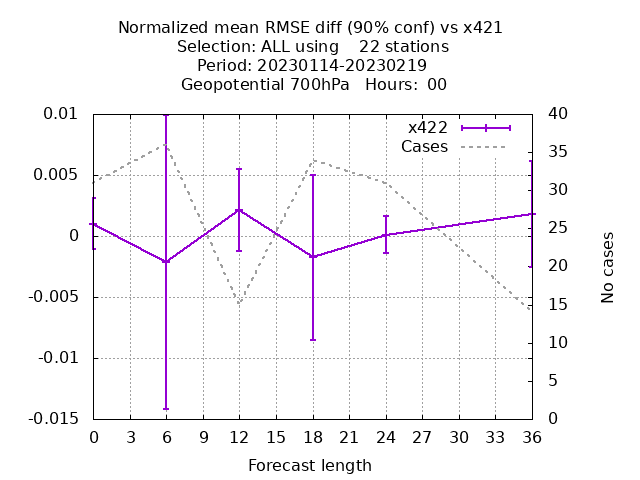 Normalized mean RMSE diff (90% conf) vs x421
Selection: ALL using    22 stations
Period: 20230114-20230219
Geopotential 700hPa   Hours:  00
x422
Cases
0.01
0.005
0
-0.005
-0.01
-0.015
40
35
30
25
20
15
10
5
0
No cases
0 3 6 9 12 15 18 21 24 27 30 33 36
Forecast length